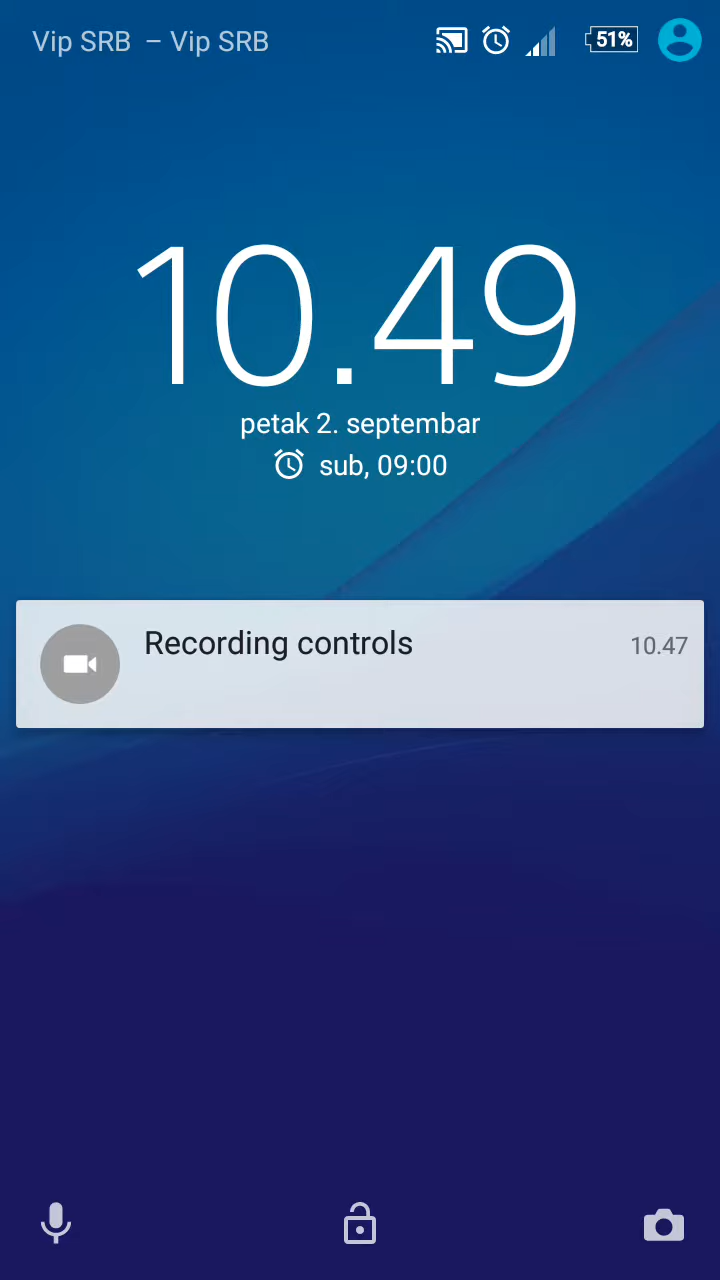 Vip SRB – Vip SRB
51%
10.49
petak 2. septembar
sub, 09:00
Recording controls
10.47